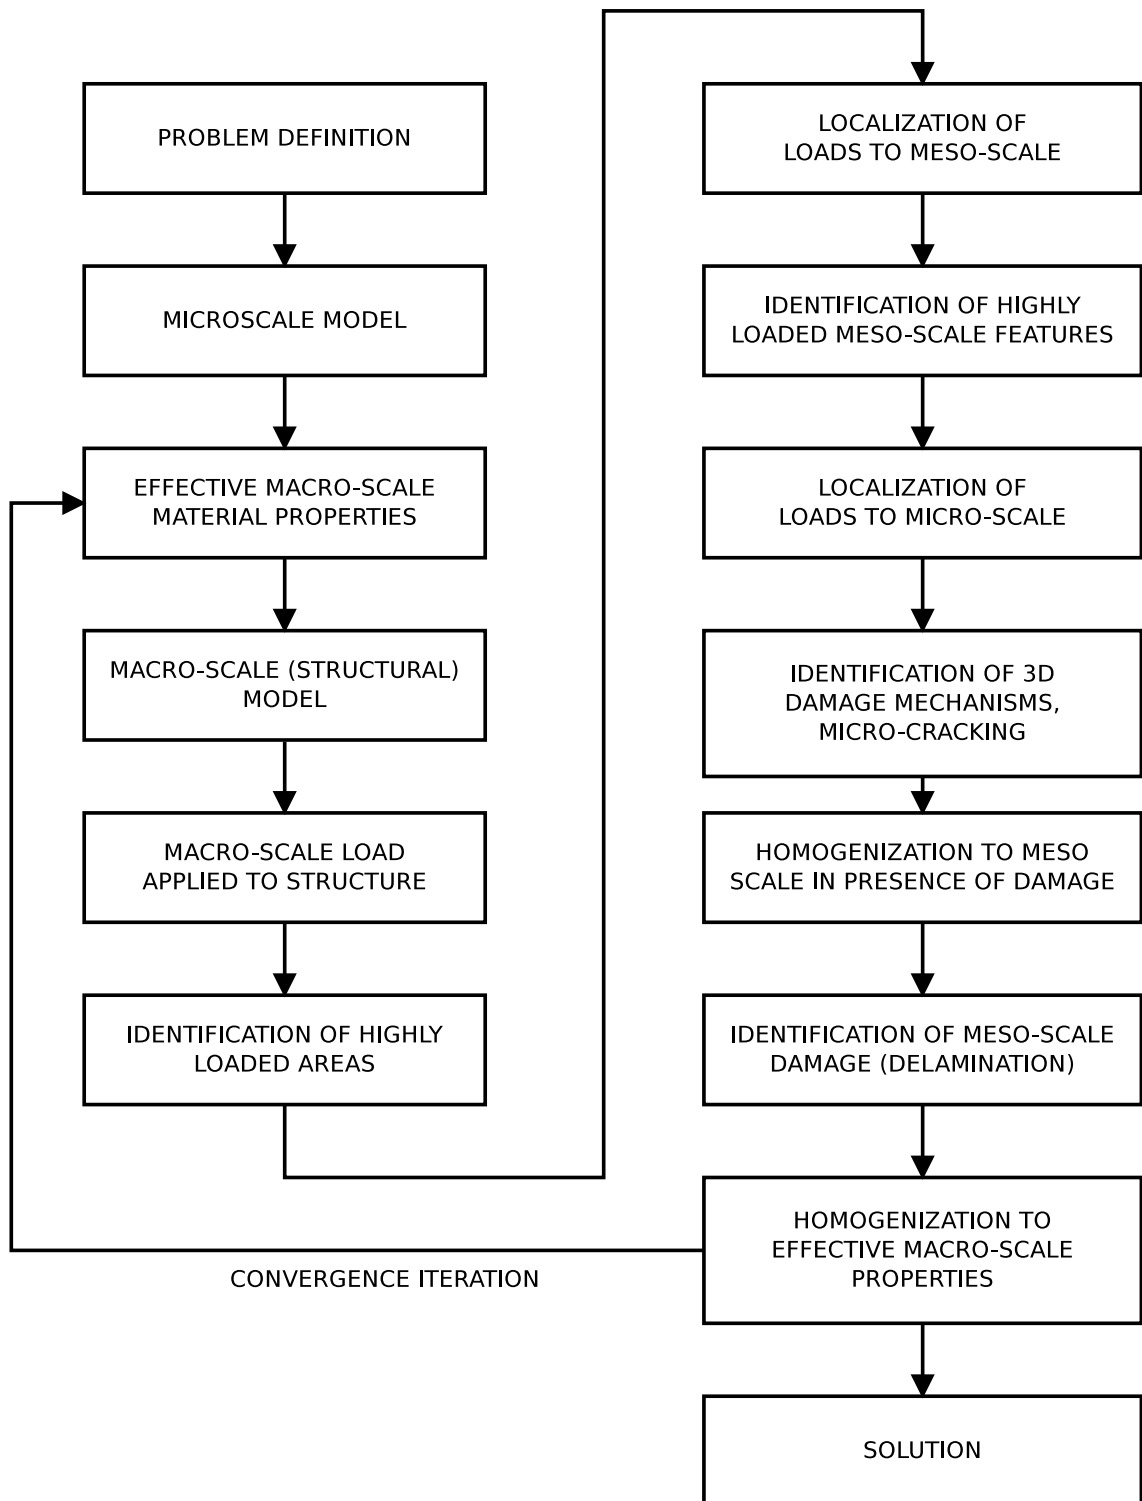 PROBLEM DEFINITION
MICROSCALE MODEL
EFFECTIVE MACRO-SCALE
MATERIAL PROPERTIES
MACRO-SCALE (STRUCTURAL)
MODEL
MACRO-SCALE LOAD
APPLIED TO STRUCTURE
IDENTIFICATION OF HIGHLY
LOADED AREAS
LOCALIZATION OF
LOADS TO MESO-SCALE
IDENTIFICATION OF HIGHLY
LOADED MESO-SCALE FEATURES
LOCALIZATION OF
LOADS TO MICRO-SCALE
IDENTIFICATION OF 3D
DAMAGE MECHANISMS,
MICRO-CRACKING
HOMOGENIZATION TO MESO
SCALE IN PRESENCE OF DAMAGE
IDENTIFICATION OF MESO-SCALE
DAMAGE (DELAMINATION)
HOMOGENIZATION TO
EFFECTIVE MACRO-SCALE
PROPERTIES
CONVERGENCE ITERATION
SOLUTION